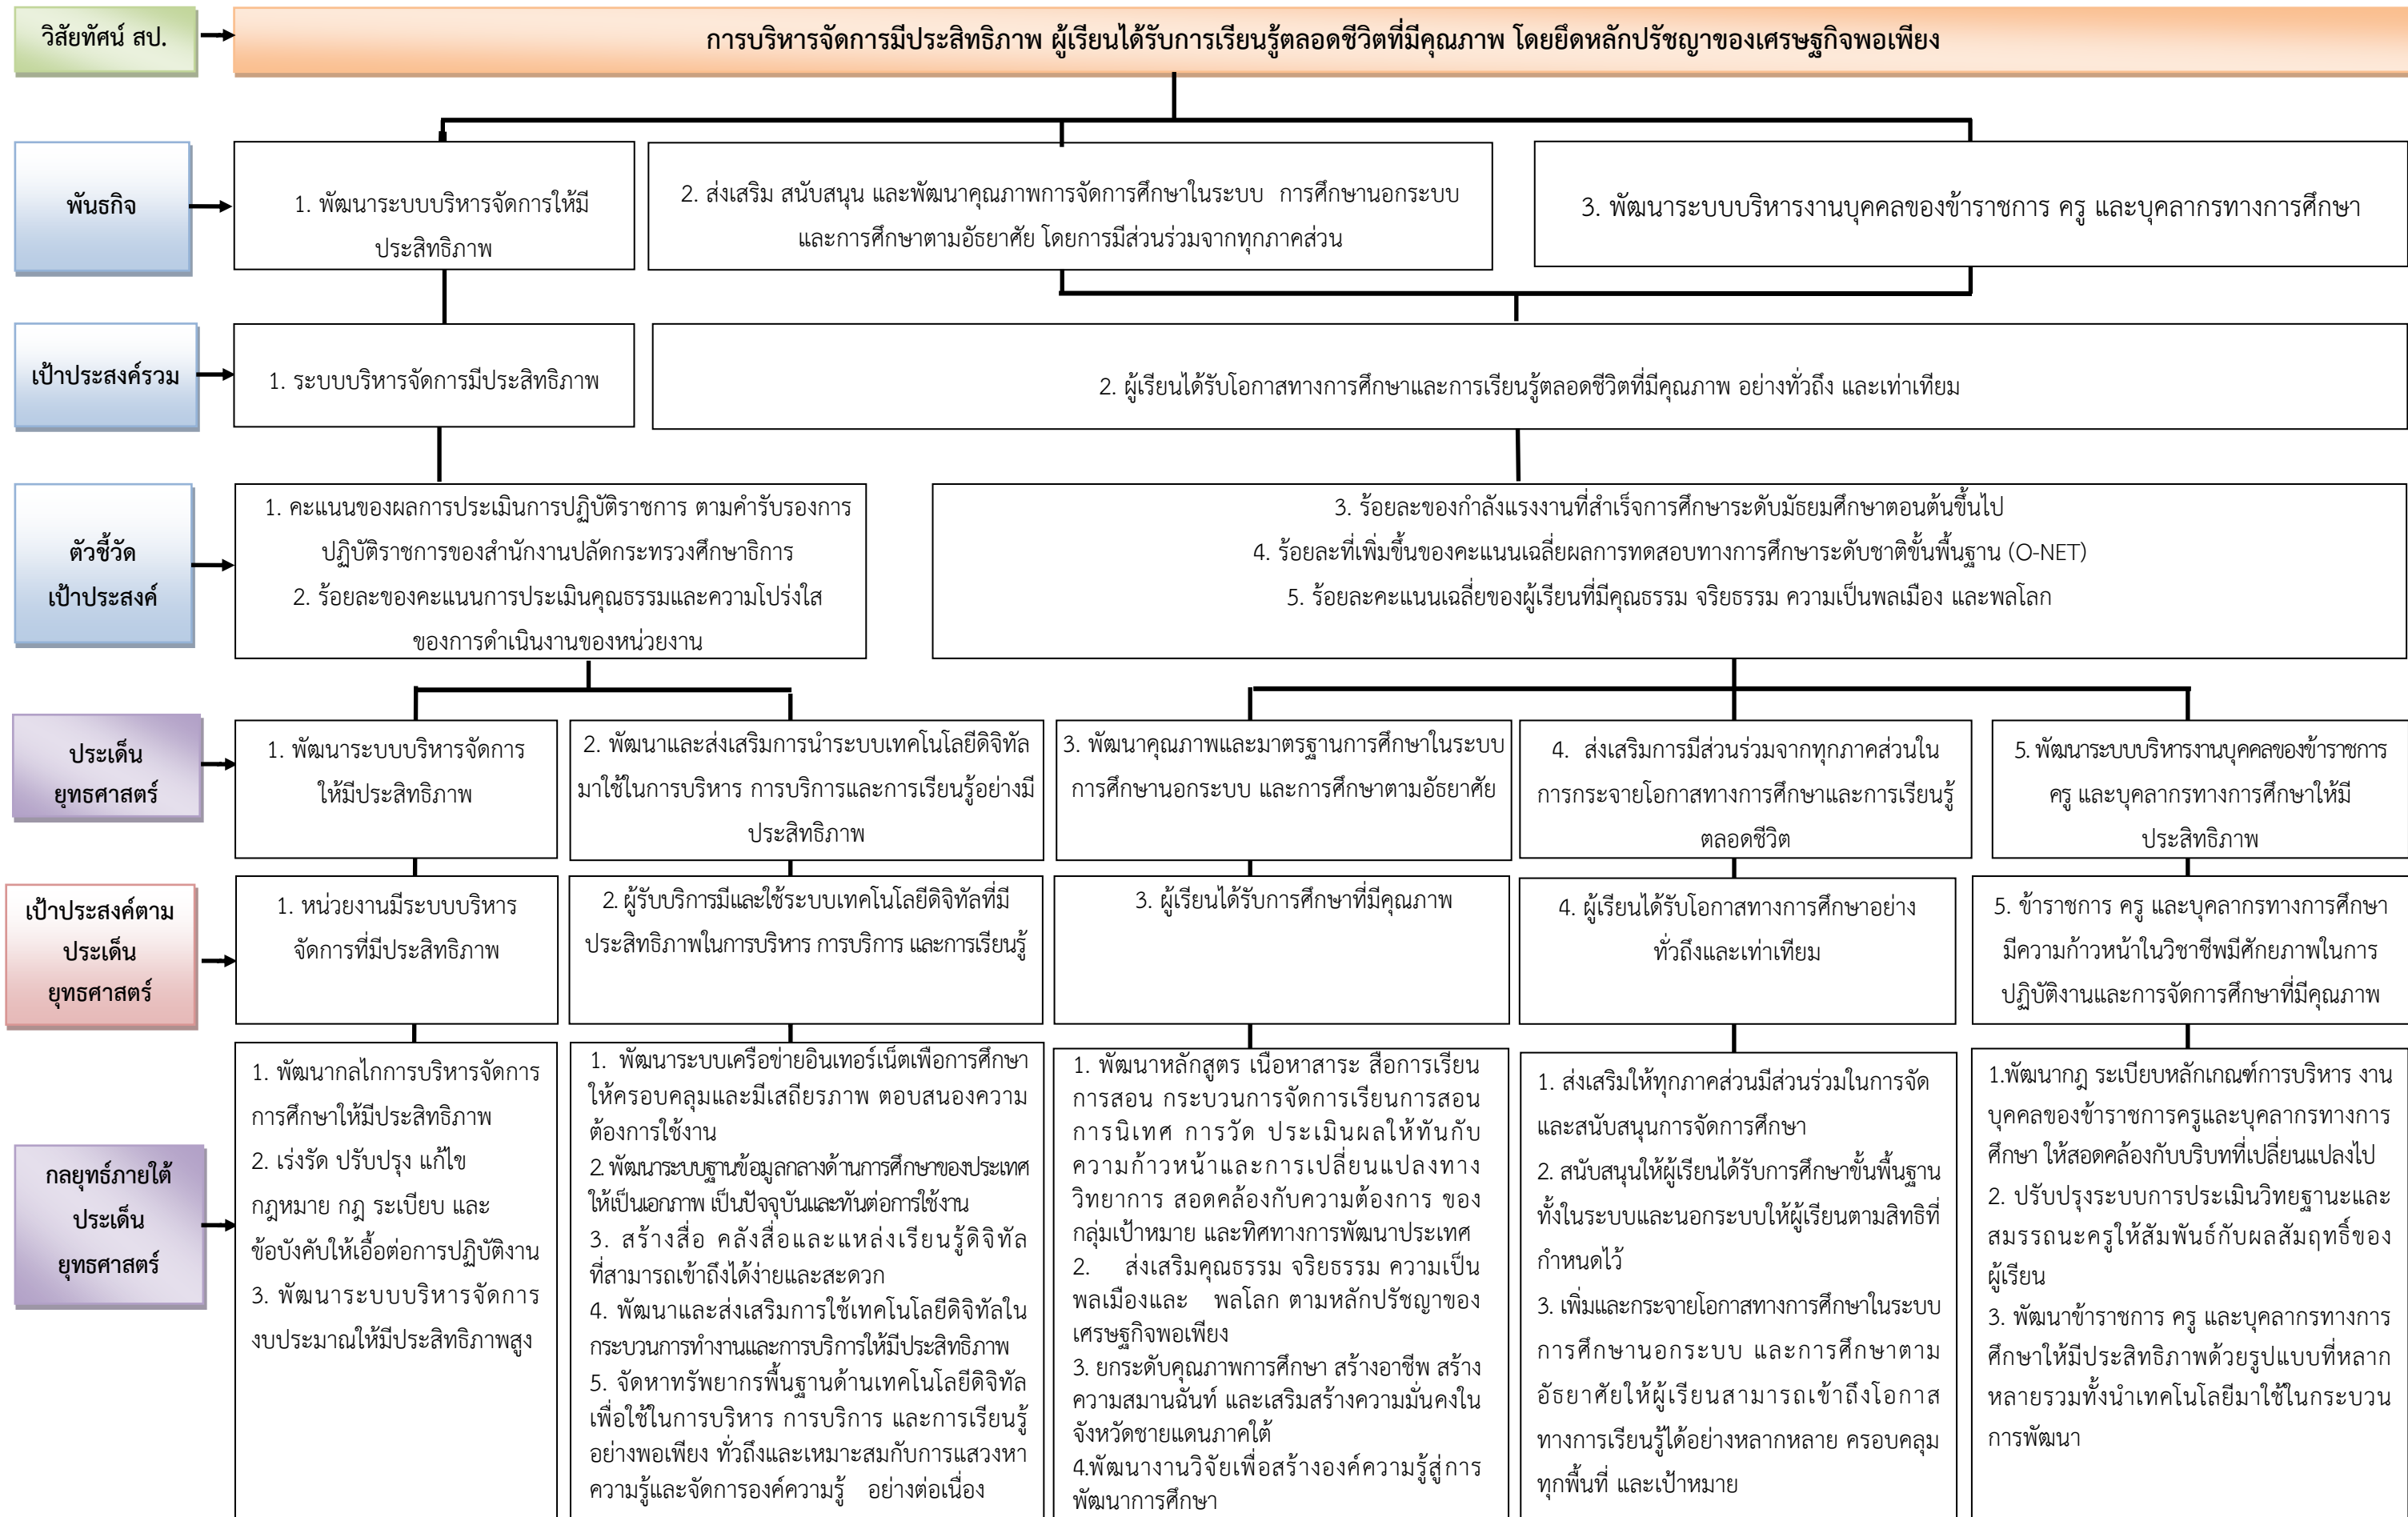 วิสัยทัศน์ สป.
การบริหารจัดการมีประสิทธิภาพ ผู้เรียนได้รับการเรียนรู้ตลอดชีวิตที่มีคุณภาพ โดยยึดหลักปรัชญาของเศรษฐกิจพอเพียง
พันธกิจ
1. พัฒนาระบบบริหารจัดการให้มี
ประสิทธิภาพ
2. ส่งเสริม สนับสนุน และพัฒนาคุณภาพการจัดการศึกษาในระบบ การศึกษานอกระบบ
และการศึกษาตามอัธยาศัย โดยการมีส่วนร่วมจากทุกภาคส่วน
3. พัฒนาระบบบริหารงานบุคคลของข้าราชการ ครู และบุคลากรทางการศึกษา
เป้าประสงค์รวม
1. ระบบบริหารจัดการมีประสิทธิภาพ
2. ผู้เรียนได้รับโอกาสทางการศึกษาและการเรียนรู้ตลอดชีวิตที่มีคุณภาพ อย่างทั่วถึง และเท่าเทียม
ตัวชี้วัด
เป้าประสงค์
1. คะแนนของผลการประเมินการปฏิบัติราชการ ตามคำรับรองการ
ปฏิบัติราชการของสำนักงานปลัดกระทรวงศึกษาธิการ
2. ร้อยละของคะแนนการประเมินคุณธรรมและความโปร่งใส
ของการดำเนินงานของหน่วยงาน
3. ร้อยละของกำลังแรงงานที่สำเร็จการศึกษาระดับมัธยมศึกษาตอนต้นขึ้นไป
4. ร้อยละที่เพิ่มขึ้นของคะแนนเฉลี่ยผลการทดสอบทางการศึกษาระดับชาติขั้นพื้นฐาน (O-NET)
5. ร้อยละคะแนนเฉลี่ยของผู้เรียนที่มีคุณธรรม จริยธรรม ความเป็นพลเมือง และพลโลก
ประเด็น
ยุทธศาสตร์
1. พัฒนาระบบบริหารจัดการ
ให้มีประสิทธิภาพ
2. พัฒนาและส่งเสริมการนำระบบเทคโนโลยีดิจิทัล
มาใช้ในการบริหาร การบริการและการเรียนรู้อย่างมี
ประสิทธิภาพ
3. พัฒนาคุณภาพและมาตรฐานการศึกษาในระบบ
การศึกษานอกระบบ และการศึกษาตามอัธยาศัย
4. ส่งเสริมการมีส่วนร่วมจากทุกภาคส่วนใน
การกระจายโอกาสทางการศึกษาและการเรียนรู้
ตลอดชีวิต
5. พัฒนาระบบบริหารงานบุคคลของข้าราชการ
ครู และบุคลากรทางการศึกษาให้มี
ประสิทธิภาพ
เป้าประสงค์ตาม
ประเด็น
ยุทธศาสตร์
1. หน่วยงานมีระบบบริหาร
จัดการที่มีประสิทธิภาพ
2. ผู้รับบริการมีและใช้ระบบเทคโนโลยีดิจิทัลที่มี
ประสิทธิภาพในการบริหาร การบริการ และการเรียนรู้
3. ผู้เรียนได้รับการศึกษาที่มีคุณภาพ
4. ผู้เรียนได้รับโอกาสทางการศึกษาอย่าง
ทั่วถึงและเท่าเทียม
5. ข้าราชการ ครู และบุคลากรทางการศึกษา
มีความก้าวหน้าในวิชาชีพมีศักยภาพในการ
ปฏิบัติงานและการจัดการศึกษาที่มีคุณภาพ
กลยุทธ์ภายใต้
ประเด็น
ยุทธศาสตร์
1. พัฒนากลไกการบริหารจัดการ
การศึกษาให้มีประสิทธิภาพ
2. เร่งรัด ปรับปรุง แก้ไข
กฎหมาย กฎ ระเบียบ และ
ข้อบังคับให้เอื้อต่อการปฏิบัติงาน
3. พัฒนาระบบบริหารจัดการ
งบประมาณให้มีประสิทธิภาพสูง
1. พัฒนาระบบเครือข่ายอินเทอร์เน็ตเพื่อการศึกษา
ให้ครอบคลุมและมีเสถียรภาพ ตอบสนองความ
ต้องการใช้งาน
2. พัฒนาระบบฐานข้อมูลกลางด้านการศึกษาของประเทศ
ให้เป็นเอกภาพ เป็นปัจจุบันและทันต่อการใช้งาน
3. สร้างสื่อ คลังสื่อและแหล่งเรียนรู้ดิจิทัล
ที่สามารถเข้าถึงได้ง่ายและสะดวก
4. พัฒนาและส่งเสริมการใช้เทคโนโลยีดิจิทัลใน
กระบวนการทำงานและการบริการให้มีประสิทธิภาพ
5. จัดหาทรัพยากรพื้นฐานด้านเทคโนโลยีดิจิทัล
เพื่อใช้ในการบริหาร การบริการ และการเรียนรู้
อย่างพอเพียง ทั่วถึงและเหมาะสมกับการแสวงหา
ความรู้และจัดการองค์ความรู้ อย่างต่อเนื่อง
1. พัฒนาหลักสูตร เนื้อหาสาระ สื่อการเรียน
การสอน กระบวนการจัดการเรียนการสอน
การนิเทศ การวัด ประเมินผลให้ทันกับ
ความก้าวหน้าและการเปลี่ยนแปลงทาง
วิทยาการ สอดคล้องกับความต้องการ ของ
กลุ่มเป้าหมาย และทิศทางการพัฒนาประเทศ
2. ส่งเสริมคุณธรรม จริยธรรม ความเป็น
พลเมืองและ พลโลก ตามหลักปรัชญาของ
เศรษฐกิจพอเพียง
3. ยกระดับคุณภาพการศึกษา สร้างอาชีพ สร้าง
ความสมานฉันท์ และเสริมสร้างความมั่นคงใน
จังหวัดชายแดนภาคใต้
4.พัฒนางานวิจัยเพื่อสร้างองค์ความรู้สู่การ
พัฒนาการศึกษา
1. ส่งเสริมให้ทุกภาคส่วนมีส่วนร่วมในการจัด
และสนับสนุนการจัดการศึกษา
2. สนับสนุนให้ผู้เรียนได้รับการศึกษาขั้นพื้นฐาน
ทั้งในระบบและนอกระบบให้ผู้เรียนตามสิทธิที่
กำหนดไว้
3. เพิ่มและกระจายโอกาสทางการศึกษาในระบบ
การศึกษานอกระบบ และการศึกษาตาม
อัธยาศัยให้ผู้เรียนสามารถเข้าถึงโอกาส
ทางการเรียนรู้ได้อย่างหลากหลาย ครอบคลุม
ทุกพื้นที่ และเป้าหมาย
1.พัฒนากฎ ระเบียบหลักเกณฑ์การบริหาร งาน
บุคคลของข้าราชการครูและบุคลากรทางการ
ศึกษา ให้สอดคล้องกับบริบทที่เปลี่ยนแปลงไป
2. ปรับปรุงระบบการประเมินวิทยฐานะและ
สมรรถนะครูให้สัมพันธ์กับผลสัมฤทธิ์ของ
ผู้เรียน
3. พัฒนาข้าราชการ ครู และบุคลากรทางการ
ศึกษาให้มีประสิทธิภาพด้วยรูปแบบที่หลาก
หลายรวมทั้งนำเทคโนโลยีมาใช้ในกระบวน
การพัฒนา